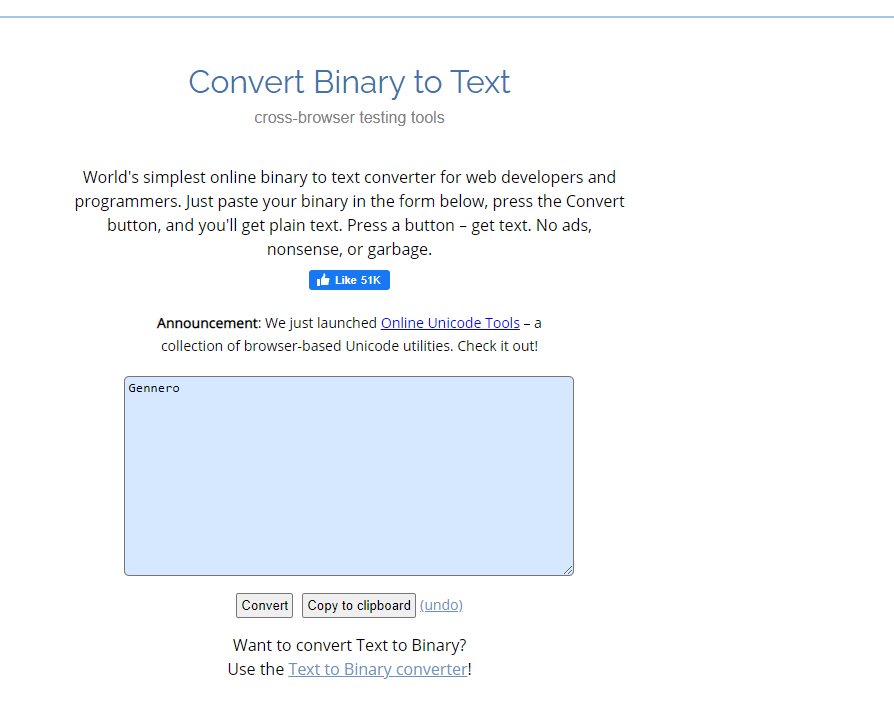 Convert Binary to Text
cross-browser testing tools
World's simplest online binary to text converter for web developers and
programmers. Just paste your binary in the form below, press the Convert
button, and you'll get plain text. Press a button – get text. No ads,
nonsense, or garbage.
Like 51K
Announcement: We just launched Online Unicode Tools – a
collection of browser-based Unicode utilities. Check it out!
Gennero
Convert Copy to clipboard (undo)
Want to convert Text to Binary?
Use the Text to Binary converter!